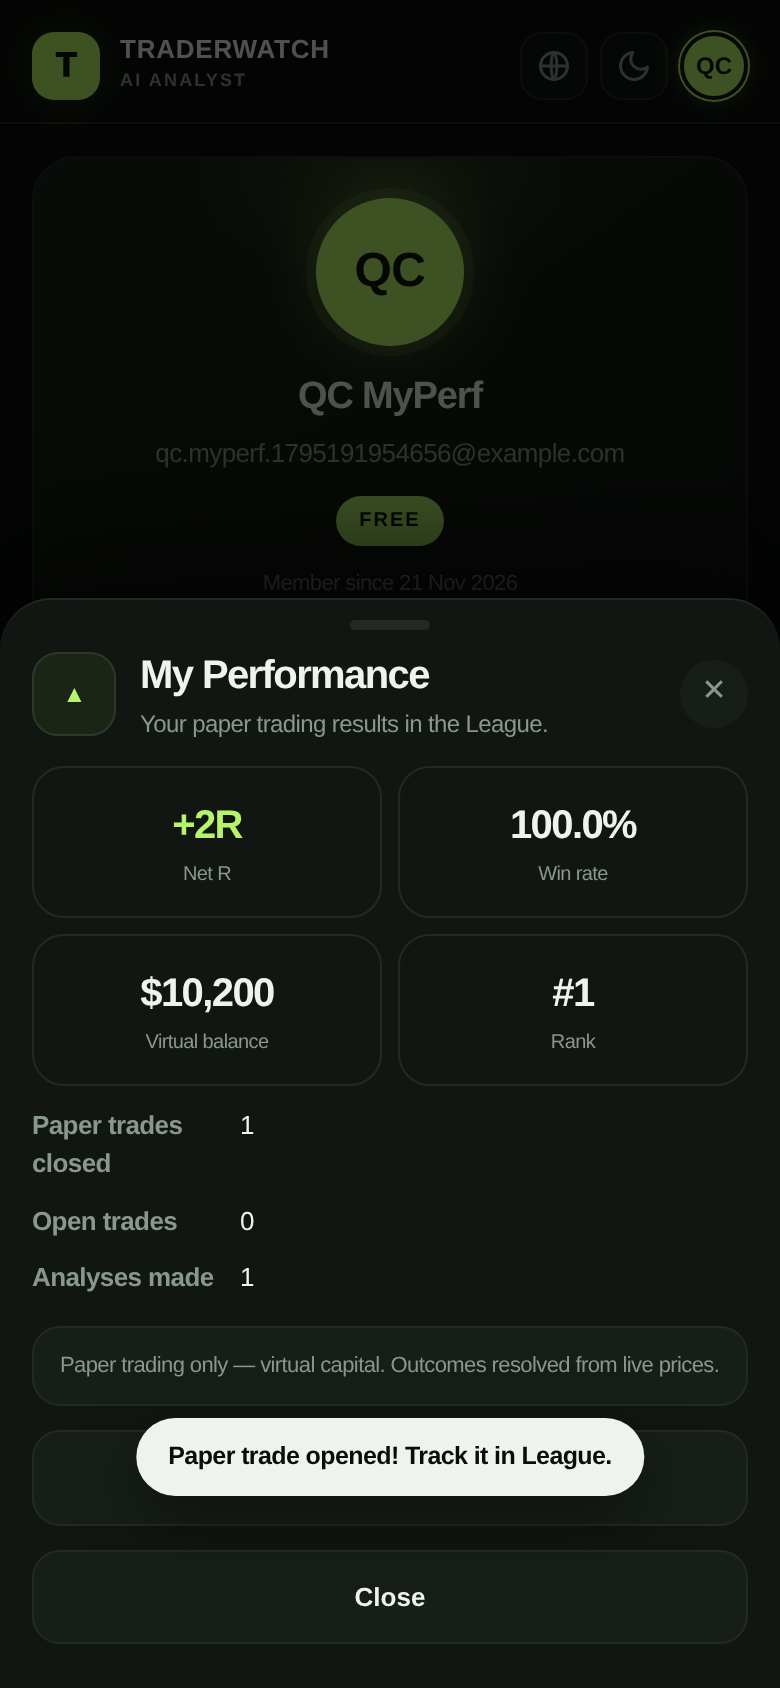 T
TRADERWATCH
AI ANALYST
QC
QC
QC MyPerf
qc.myperf.1795191954656@example.com
FREE
Member since 21 Nov 2026
My Performance
Your paper trading results in the League.
+2R
Net R
100.0%
Win rate
$10,200
Virtual balance
#1
Rank
Paper trades closed
1
Open trades
0
Analyses made
1
Paper trading only — virtual capital. Outcomes resolved from live prices.
Paper trade opened! Track it in League.
Close